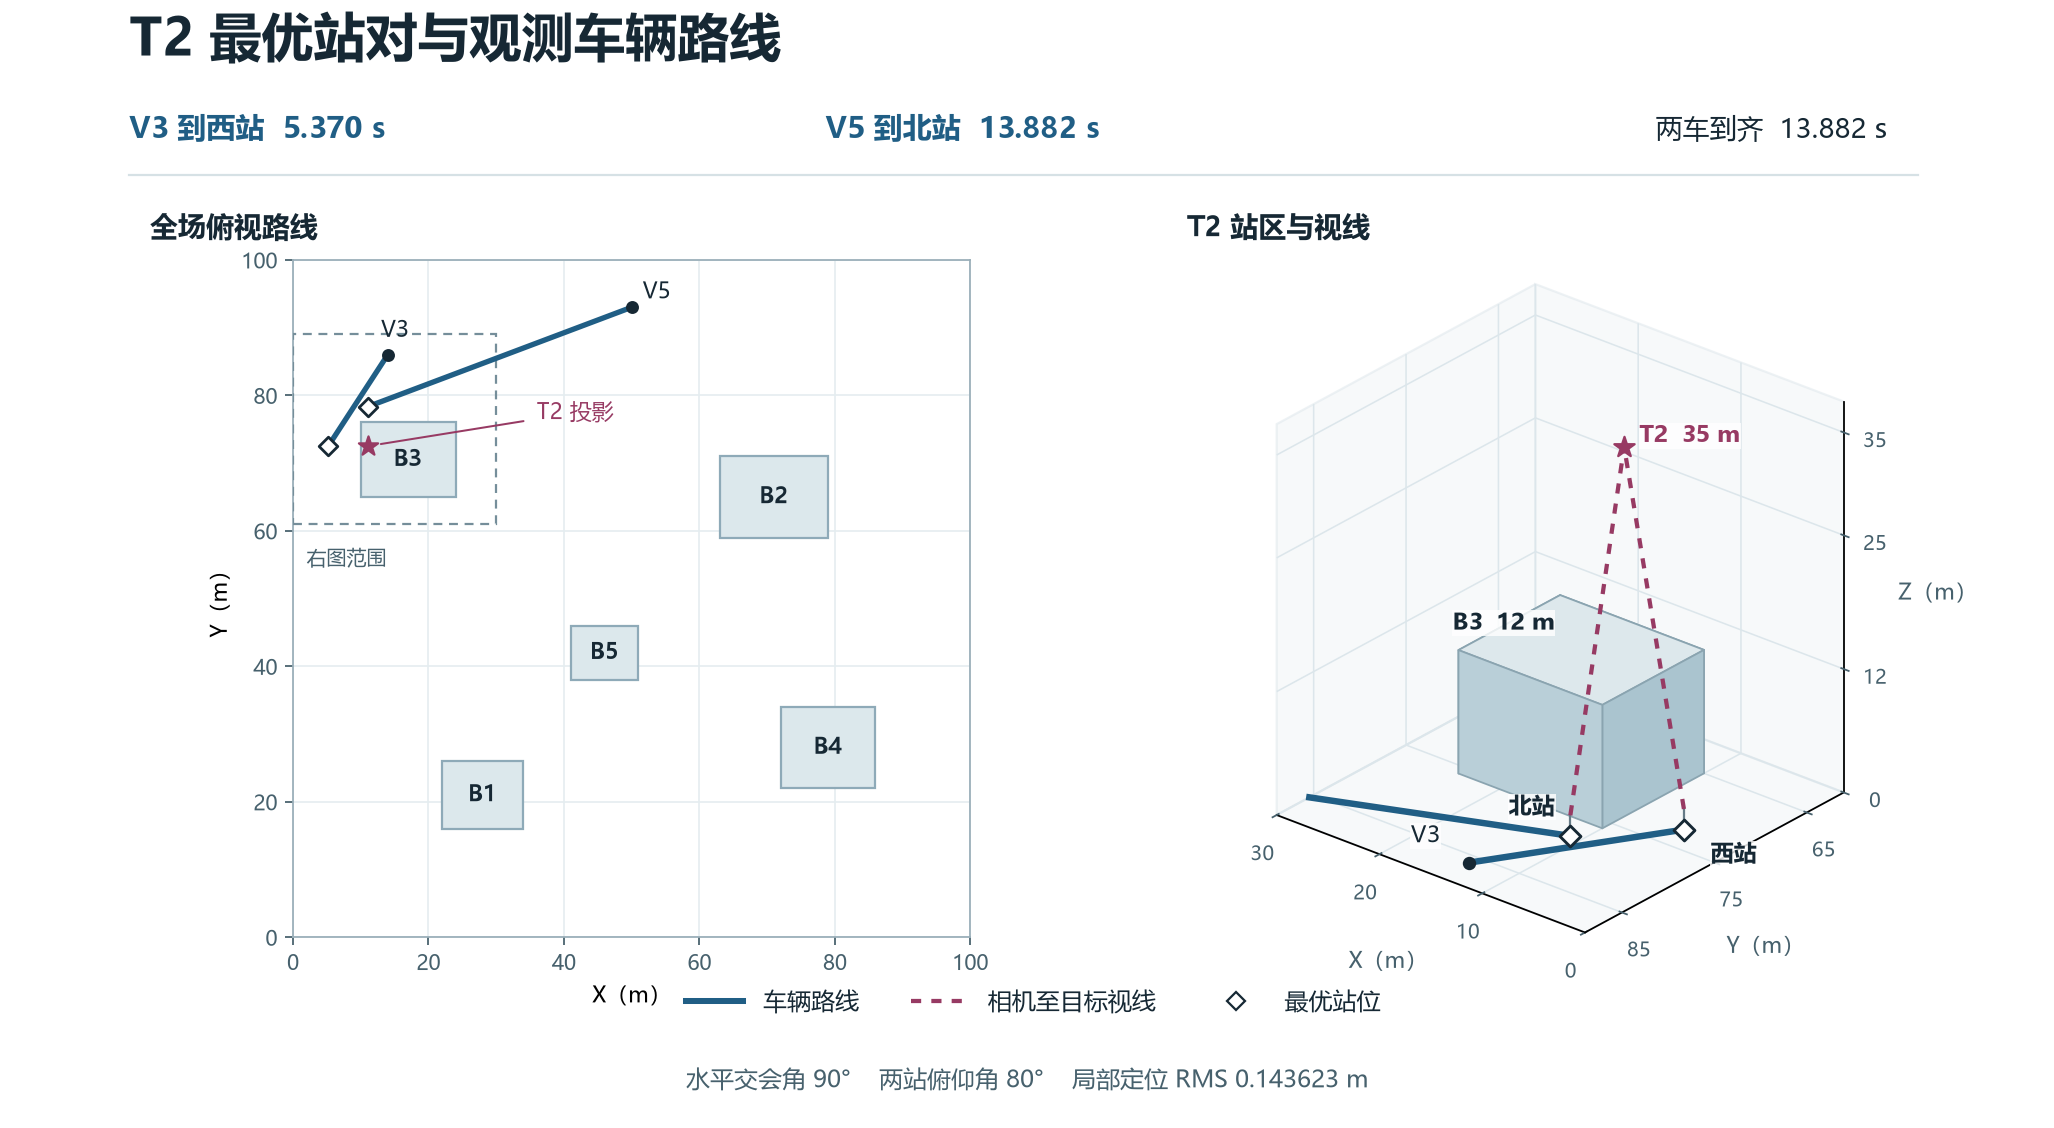 T2 最优站对与观测车辆路线
V3 到西站 5.370 s
V5 到北站 13.882 s
两车到齐 13.882 s
全场俯视路线
100
80
60
40
20
0
0
20
40
60
80
100
Y（m）
X（m）
V5
V3
T2 投影
B3
B2
右图范围
B5
B4
B1
T2 站区与视线
T2 35 m
35
25
12
0
Z（m）
B3 12 m
北站
V3
西站
30
20
10
0
X（m）
65
75
85
Y（m）
车辆路线
相机至目标视线
最优站位
水平交会角 90° 两站俯仰角 80° 局部定位 RMS 0.143623 m